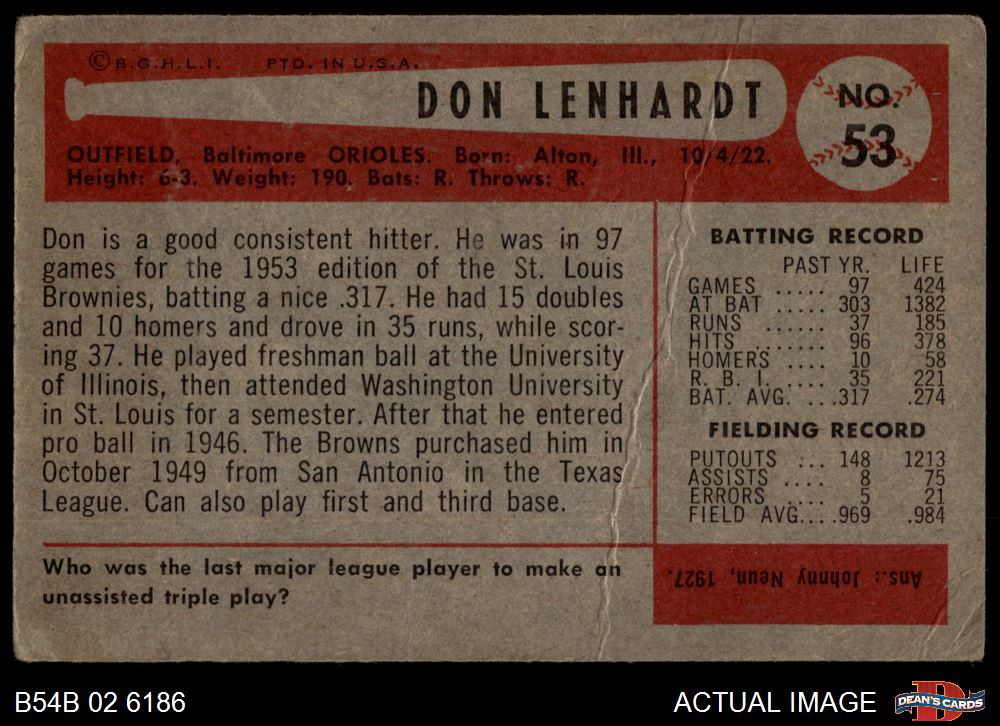 ©B.G.H.L.I. PTD. IN U.S.A.
DON LENHARDT
NO.
53
OUTFIELD, Baltimore ORIOLES. Born: Alton, Ill., 10/4/22.
Height: 6-3. Weight: 190. Bats: R. Throws: R.
Don is a good consistent hitter. He was in 97
games for the 1953 edition of the St. Louis
Brownies, batting a nice .317. He had 15 doubles
and 10 homers and drove in 35 runs, while scor-
ing 37. He played freshman ball at the University
of Illinois, then attended Washington University
in St. Louis for a semester. After that he entered
pro ball in 1946. The Browns purchased him in
October 1949 from San Antonio in the Texas
League. Can also play first and third base.
BATTING RECORD
PAST YR. LIFE
GAMES ..... 97 424
AT BAT ..... 303 1382
RUNS ...... 37 185
HITS ....... 96 378
HOMERS .... 10 58
R. B. I. .... 35 221
BAT. AVG. ...317 .274
FIELDING RECORD
PUTOUTS ... 148 1213
ASSISTS .... 8 75
ERRORS .... 5 21
FIELD AVG. ...969 .984
Who was the last major league player to make an
unassisted triple play?
Ans.: Johnny Neun, 1927.
B54B 02 6186
ACTUAL IMAGE
D
DEAN'S CARDS